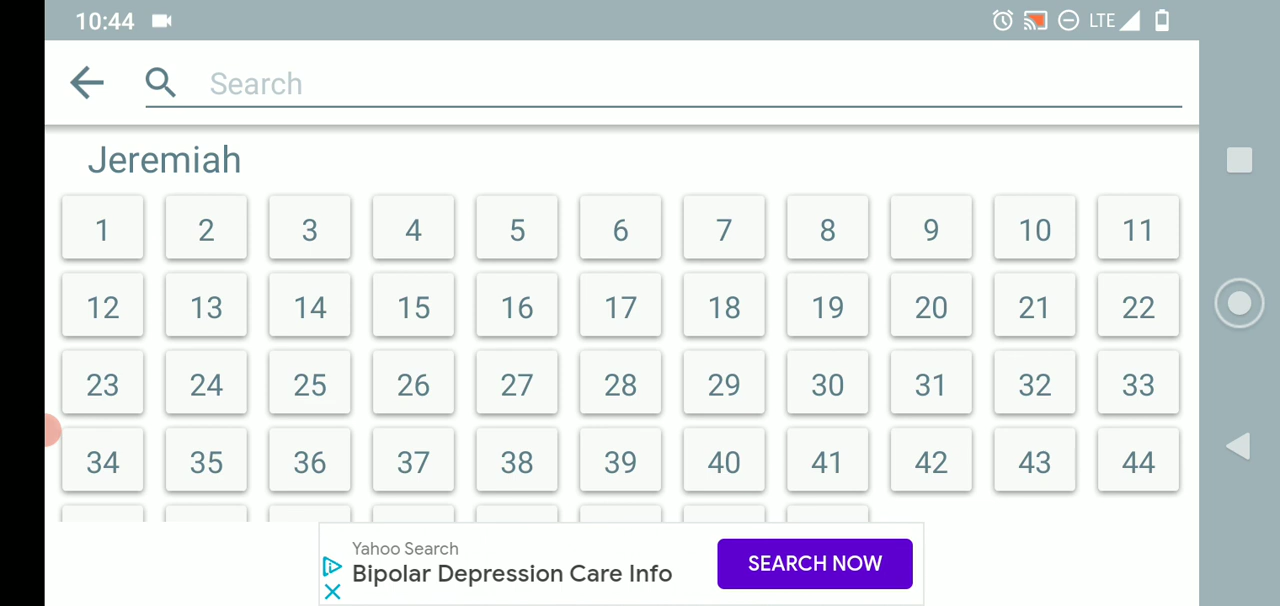 10:44 LTE
Search
Jeremiah
1 2 3 4 5 6 7 8 9 10 11
12 13 14 15 16 17 18 19 20 21 22
23 24 25 26 27 28 29 30 31 32 33
34 35 36 37 38 39 40 41 42 43 44
Yahoo Search
Bipolar Depression Care Info
SEARCH NOW